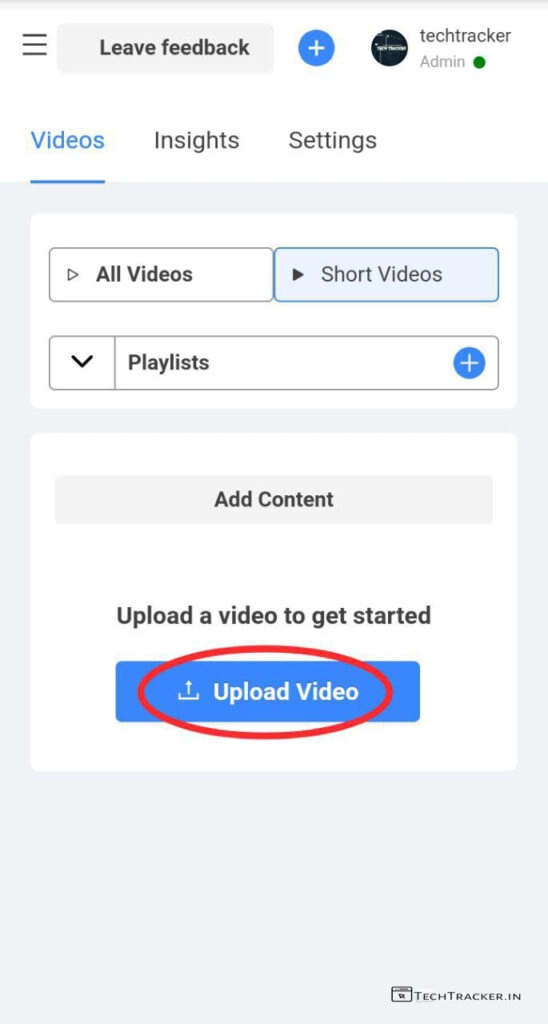 Leave feedback
techtracker
Admin
Videos Insights Settings
All Videos Short Videos
Playlists
Add Content
Upload a video to get started
Upload Video
TECHTRACKER.IN